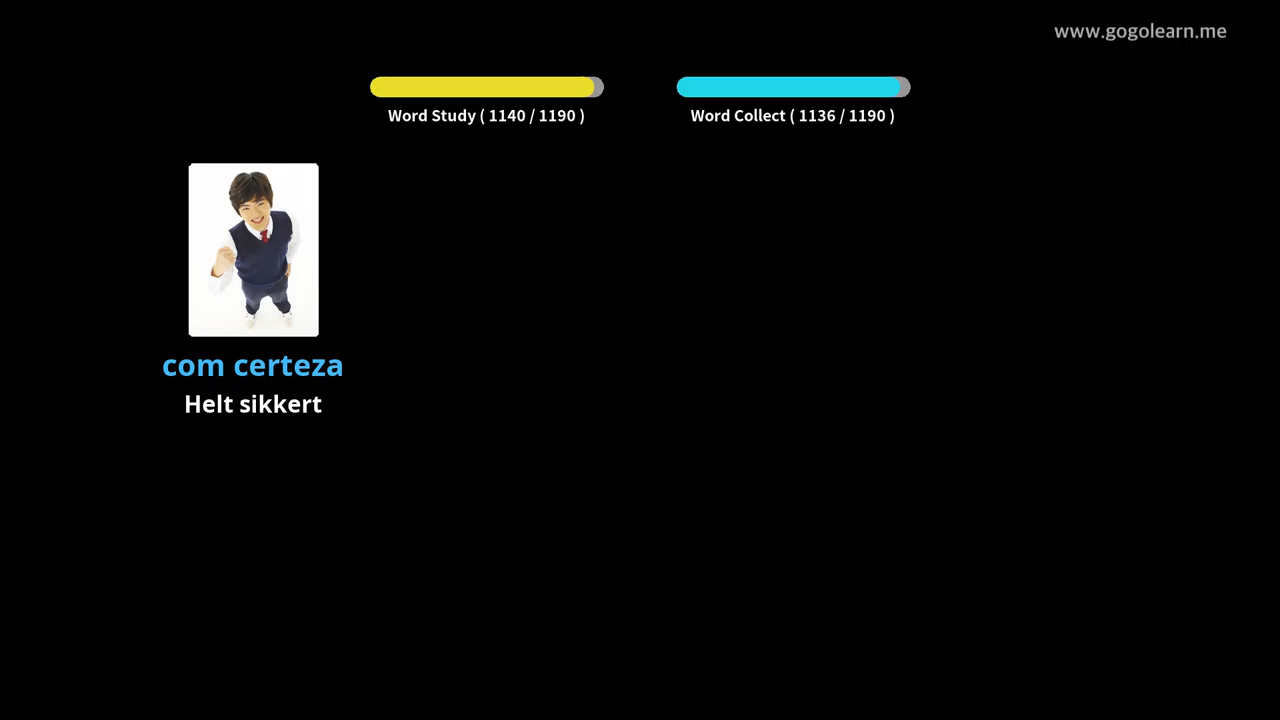 www.gogolearn.me
Word Study ( 1140 / 1190 )
Word Collect ( 1136 / 1190 )
com certeza
Helt sikkert